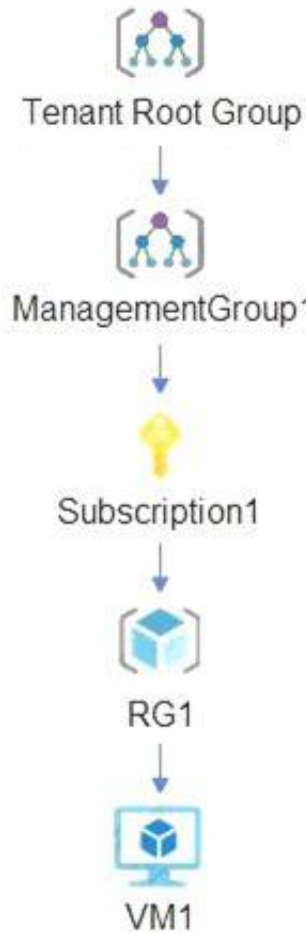 Tenant Root Group
ManagementGroup1
Subscription1
RG1
VM1